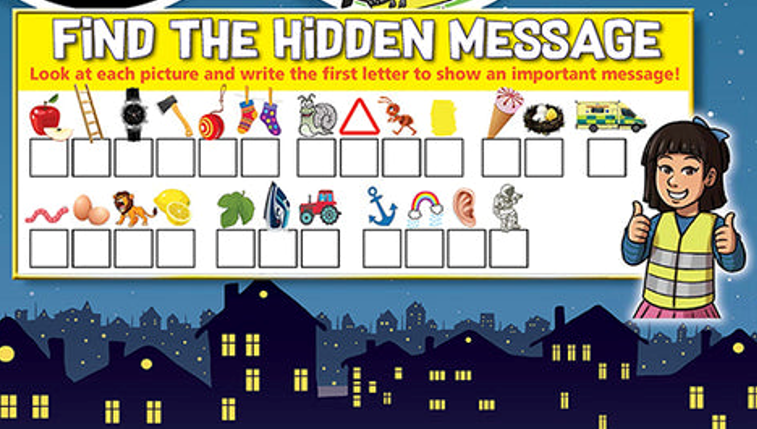 FiND THE HiDDEN MESSAGE
Look at each picture and write the first letter to show an important message!